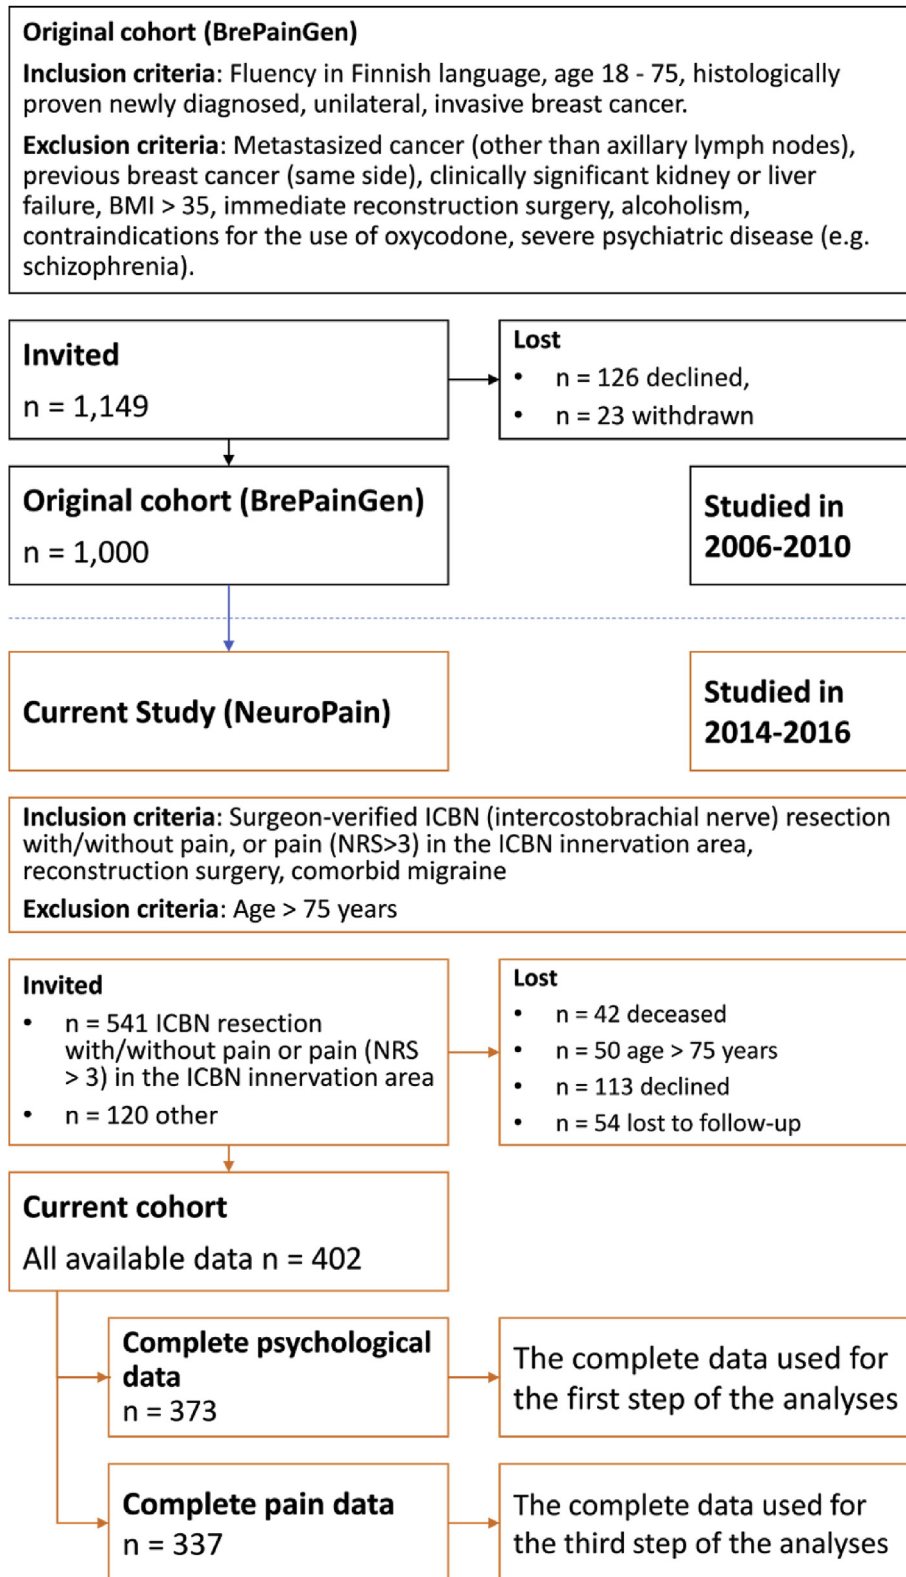 Original cohort (BrePainGen)
Inclusion criteria: Fluency in Finnish language, age 18 - 75, histologically
proven newly diagnosed, unilateral, invasive breast cancer.
Exclusion criteria: Metastasized cancer (other than axillary lymph nodes),
previous breast cancer (same side), clinically significant kidney or liver
failure, BMI > 35, immediate reconstruction surgery, alcoholism,
contraindications for the use of oxycodone, severe psychiatric disease (e.g.
schizophrenia).
Invited
n = 1,149
Lost
• n = 126 declined,
• n = 23 withdrawn
Original cohort (BrePainGen)
n = 1,000
Studied in
2006-2010
Current Study (NeuroPain)
Studied in
2014-2016
Inclusion criteria: Surgeon-verified ICBN (intercostobrachial nerve) resection
with/without pain, or pain (NRS>3) in the ICBN innervation area,
reconstruction surgery, comorbid migraine
Exclusion criteria: Age > 75 years
Invited
• n = 541 ICBN resection
with/without pain or pain (NRS
> 3) in the ICBN innervation area
• n = 120 other
Lost
• n = 42 deceased
• n = 50 age > 75 years
• n = 113 declined
• n = 54 lost to follow-up
Current cohort
All available data n = 402
Complete psychological
data
n = 373
The complete data used for
the first step of the analyses
Complete pain data
n = 337
The complete data used for
the third step of the analyses